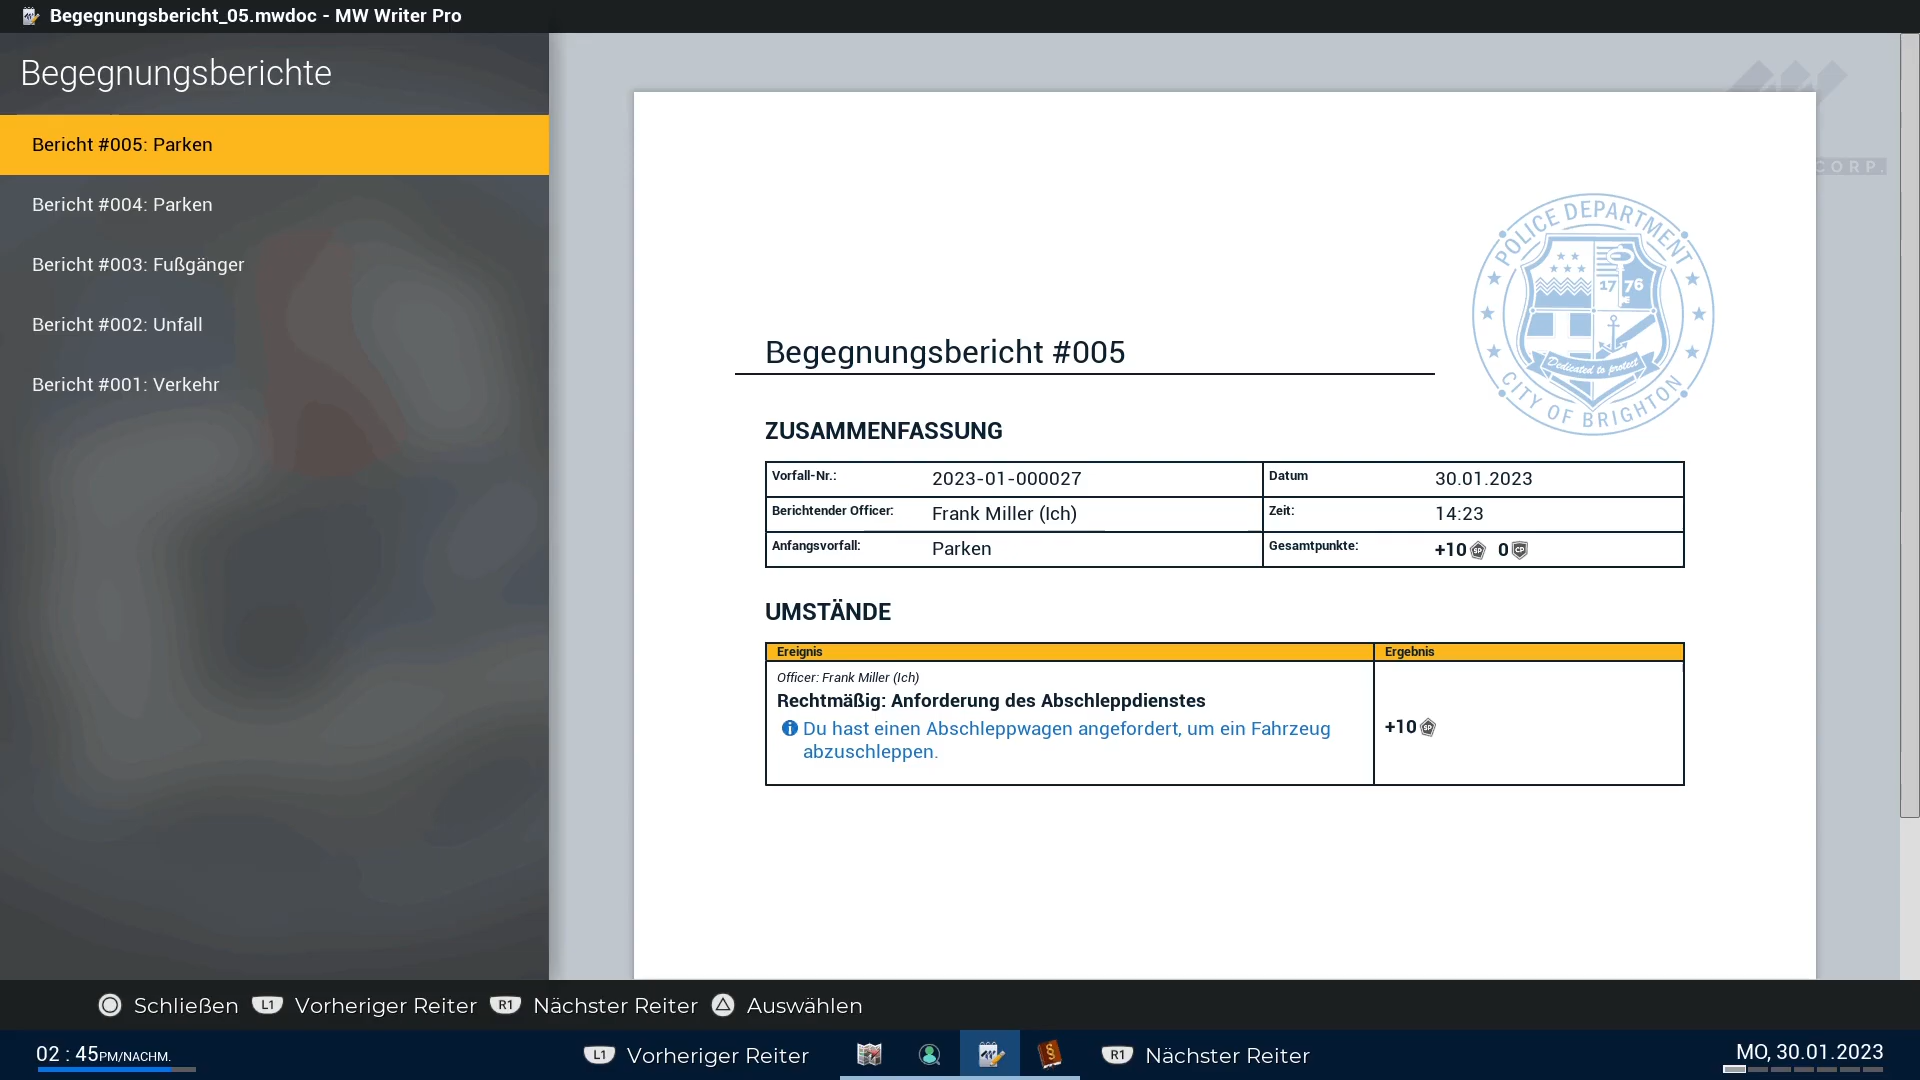 Begegnungsbericht_05.mwdoc - MW Writer Pro
Begegnungsberichte
Bericht #005: Parken
Bericht #004: Parken
Bericht #003: Fußgänger
Bericht #002: Unfall
Bericht #001: Verkehr
CORP.
POLICE DEPARTMENT
17 76
Dedicated to protect
CITY OF BRIGHTON
Begegnungsbericht #005
ZUSAMMENFASSUNG
Vorfall-Nr.: 2023-01-000027 Datum 30.01.2023
Berichtender Officer: Frank Miller (Ich) Zeit: 14:23
Anfangsvorfall: Parken Gesamtpunkte: +10 SP 0 CP
UMSTÄNDE
Ereignis Ergebnis
Officer: Frank Miller (Ich)
Rechtmäßig: Anforderung des Abschleppdienstes
Du hast einen Abschleppwagen angefordert, um ein Fahrzeug
abzuschleppen.
+10 SP
Schließen L1 Vorheriger Reiter R1 Nächster Reiter Auswählen
02 : 45 PM/NACHM. L1 Vorheriger Reiter § R1 Nächster Reiter MO, 30.01.2023